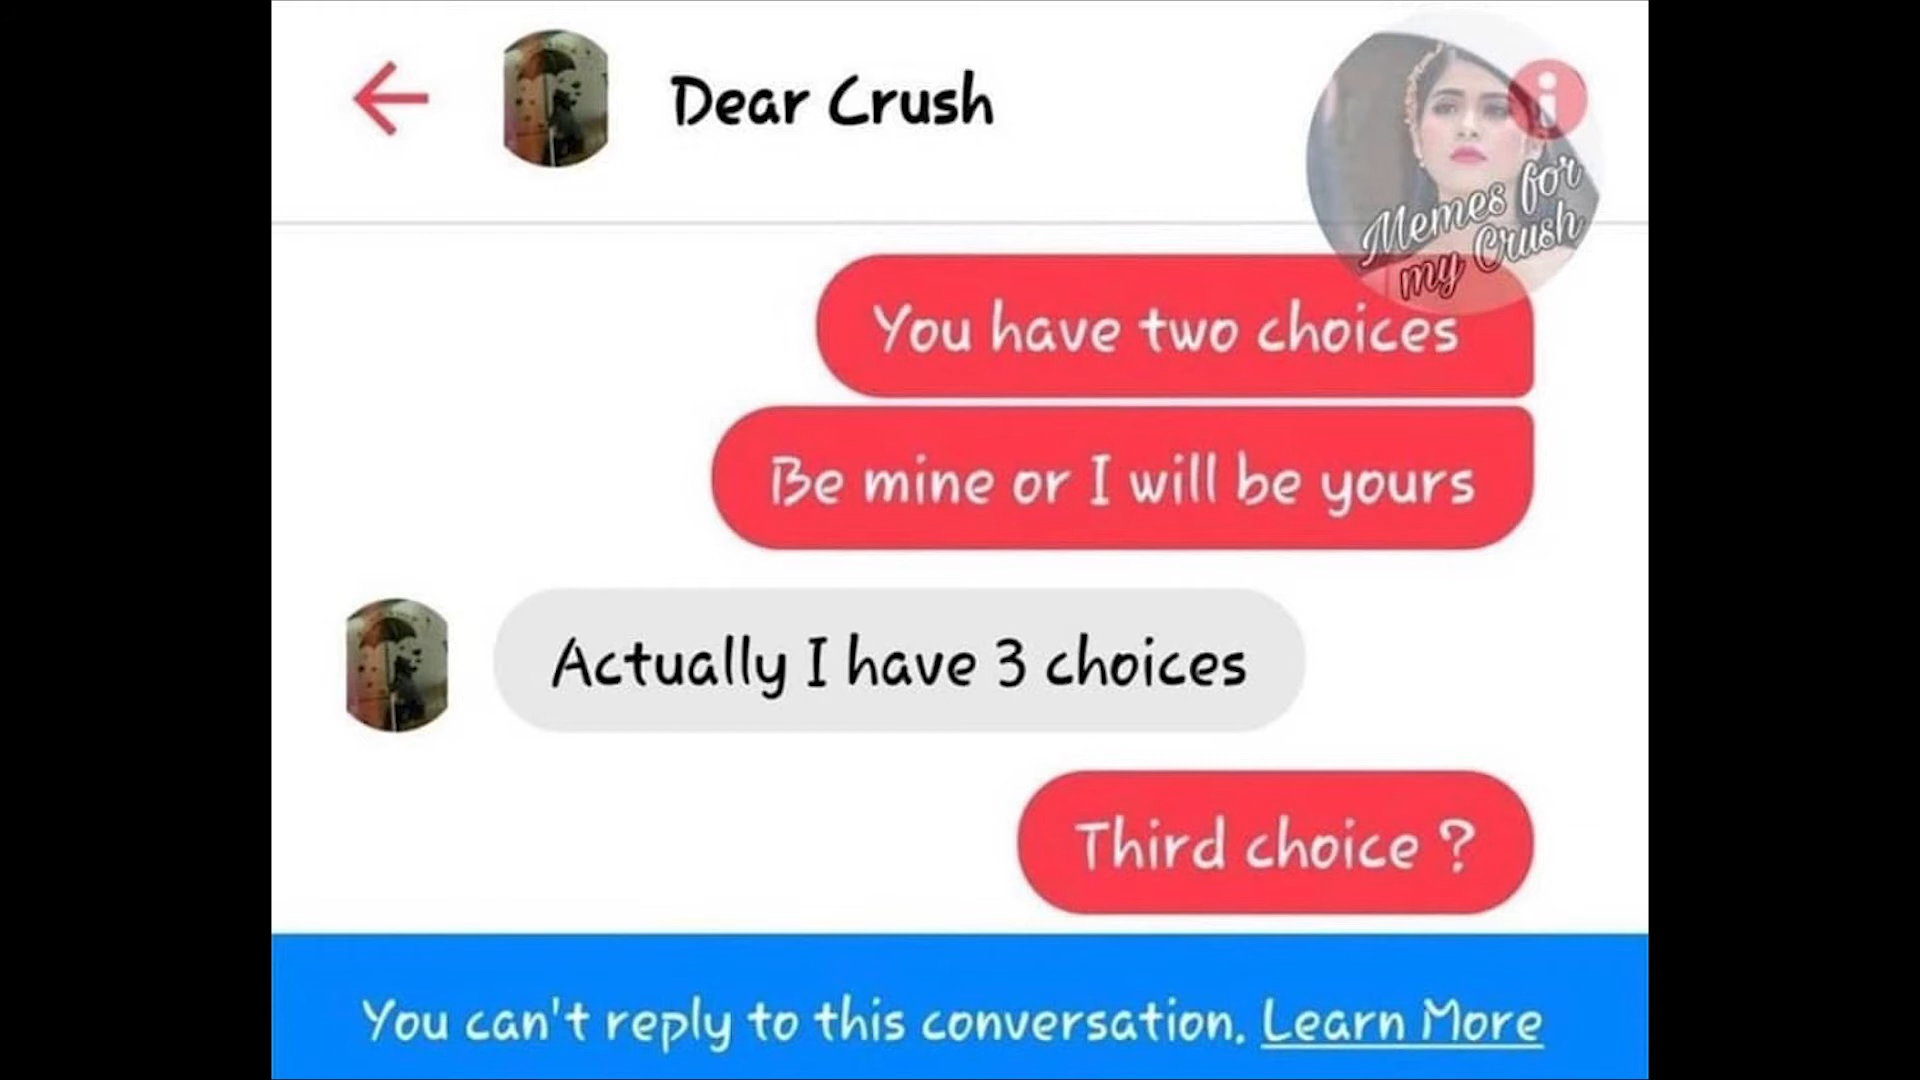 Dear Crush
Memes for
my Crush
You have two choices
Be mine or I will be yours
Actually I have 3 choices
Third choice ?
You can't reply to this conversation. Learn More